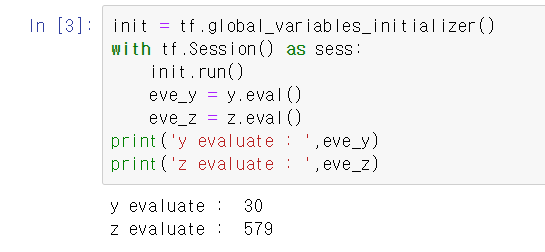 In [3]: init = tf.global_variables_initializer()
with tf.Session() as sess:
    init.run()
    eve_y = y.eval()
    eve_z = z.eval()
print('y evaluate : ',eve_y)
print('z evaluate : ',eve_z)
y evaluate :  30
z evaluate :  579